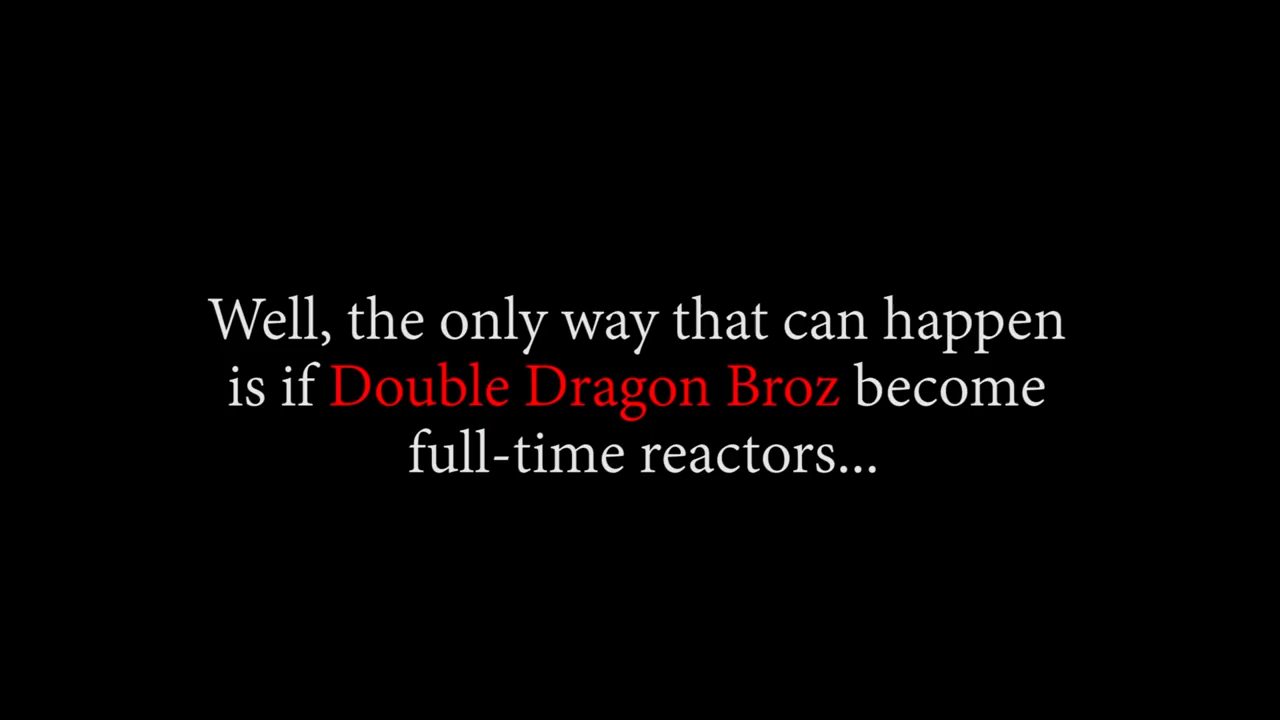 Well, the only way that can happen
is if Double Dragon Broz become
full-time reactors...